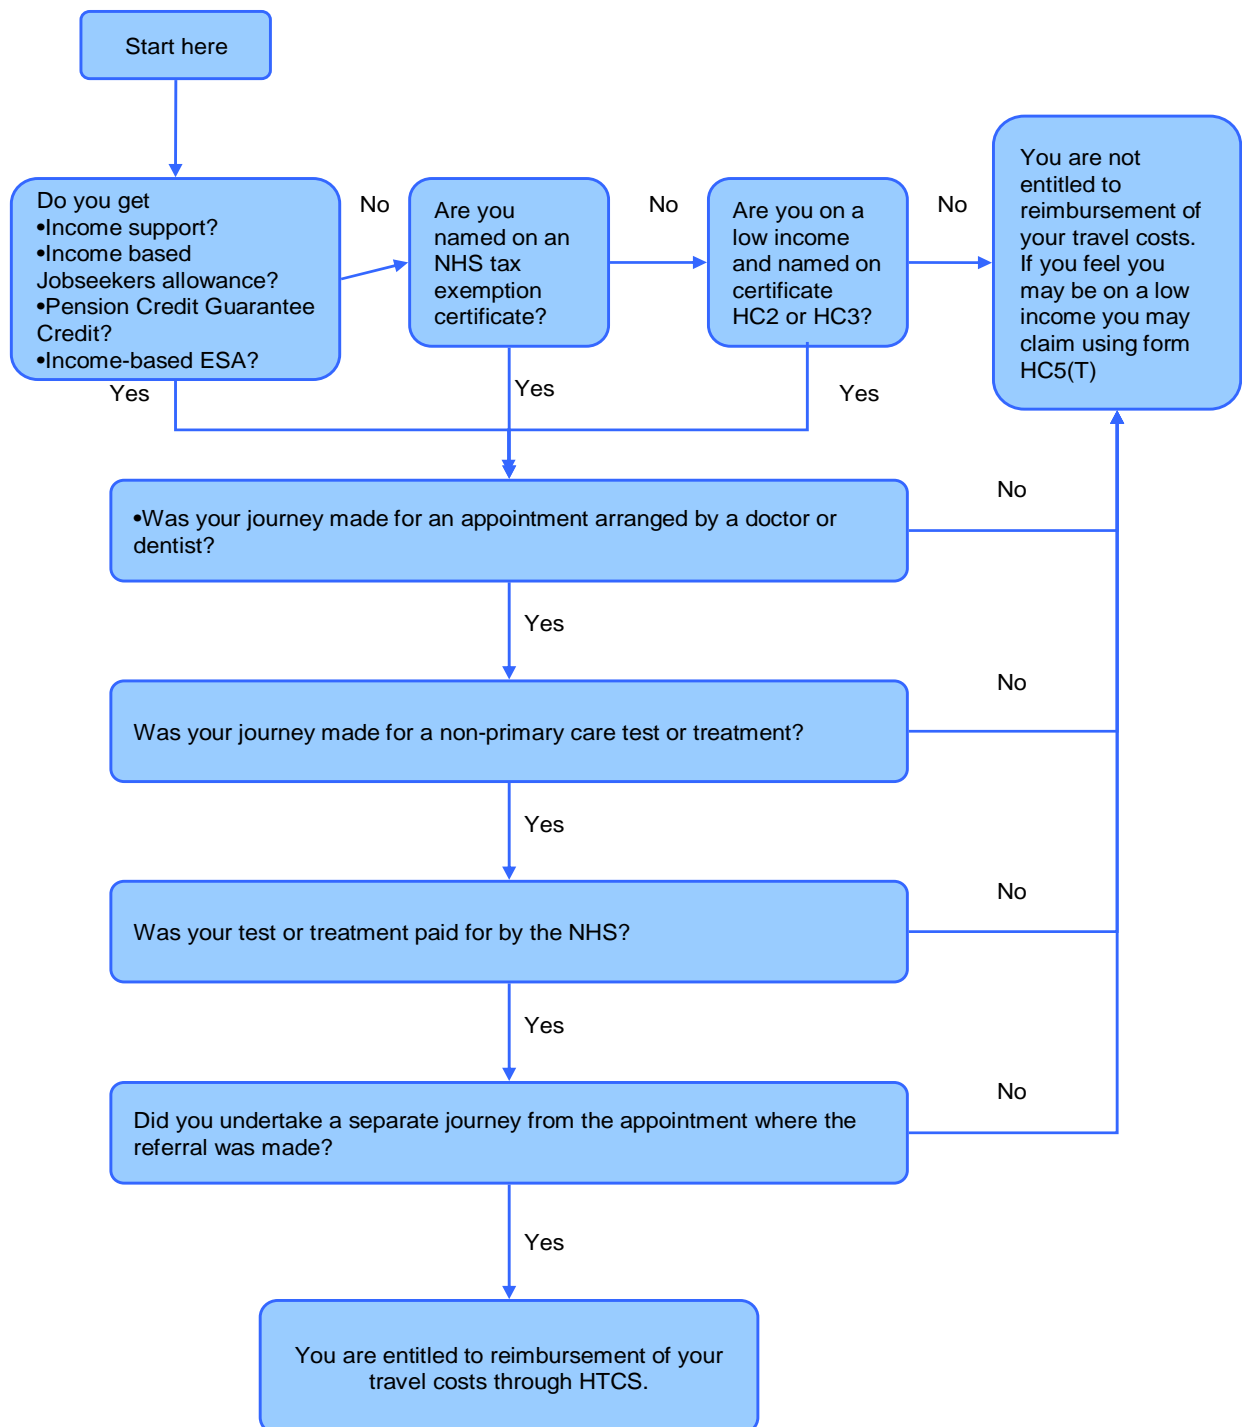 Start here
Do you get
•Income support?
•Income based
Jobseekers allowance?
•Pension Credit Guarantee
Credit?
•Income-based ESA?
No
Are you
named on an
NHS tax
exemption
certificate?
No
Are you on a
low income
and named on
certificate
HC2 or HC3?
No
You are not
entitled to
reimbursement of
your travel costs.
If you feel you
may be on a low
income you may
claim using form
HC5(T)
Yes
Yes
Yes
•Was your journey made for an appointment arranged by a doctor or
dentist?
No
Yes
Was your journey made for a non-primary care test or treatment?
No
Yes
Was your test or treatment paid for by the NHS?
No
Yes
Did you undertake a separate journey from the appointment where the
referral was made?
No
Yes
You are entitled to reimbursement of your
travel costs through HTCS.